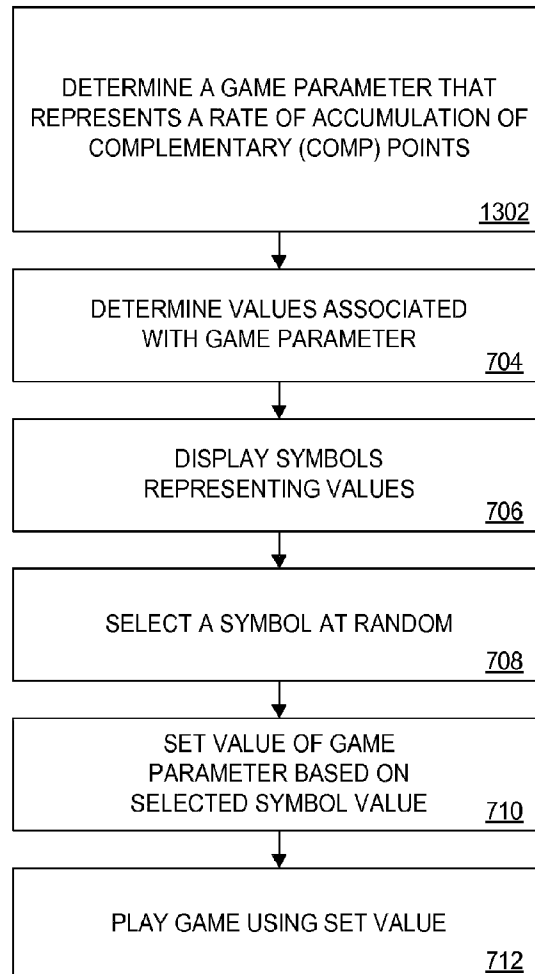 DETERMINE A GAME PARAMETER THAT
REPRESENTS A RATE OF ACCUMULATION OF
COMPLEMENTARY (COMP) POINTS
1302
DETERMINE VALUES ASSOCIATED
WITH GAME PARAMETER
704
DISPLAY SYMBOLS
REPRESENTING VALUES
706
SELECT A SYMBOL AT RANDOM
708
SET VALUE OF GAME
PARAMETER BASED ON
SELECTED SYMBOL VALUE
710
PLAY GAME USING SET VALUE
712